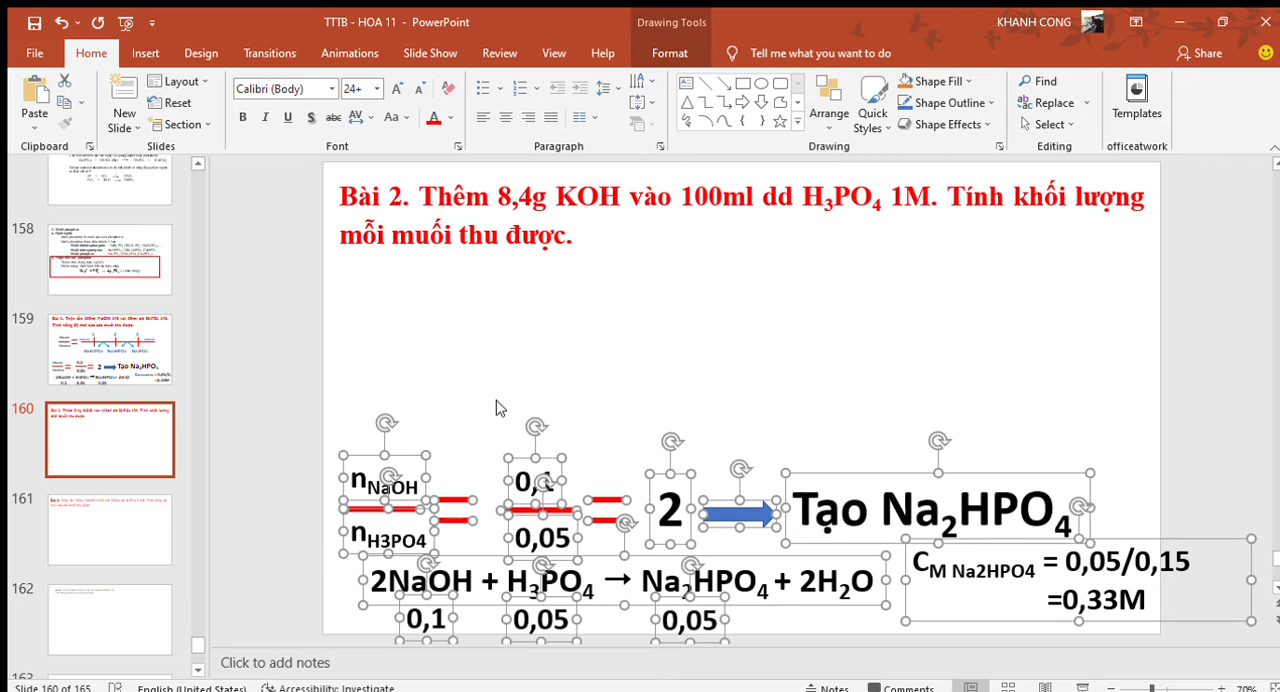 TTTB - HOA 11 - PowerPoint
Drawing Tools
KHANH CONG
File Home Insert Design Transitions Animations Slide Show Review View Help Format Tell me what you want to do Share
Paste
New Slide
Layout
Reset
Section
Calibri (Body) 24+
B I U S abc AV Aa A
Arrange
Quick Styles
Shape Fill
Shape Outline
Shape Effects
Find
Replace
Select
Templates
Clipboard Slides Font Paragraph Drawing Editing officeatwork
158
159
160
161
162
Bài 2. Thêm 8,4g KOH vào 100ml dd H₃PO₄ 1M. Tính khối lượng
mỗi muối thu được.
nNaOH
nH3PO4
0,1
0,05
2
Tạo Na₂HPO₄
2NaOH + H₃PO₄ → Na₂HPO₄ + 2H₂O
0,1 0,05 0,05
CM Na2HPO4 = 0,05/0,15
=0,33M
Click to add notes
Slide 160 of 165 English (United States) Accessibility: Investigate Notes Comments 70%